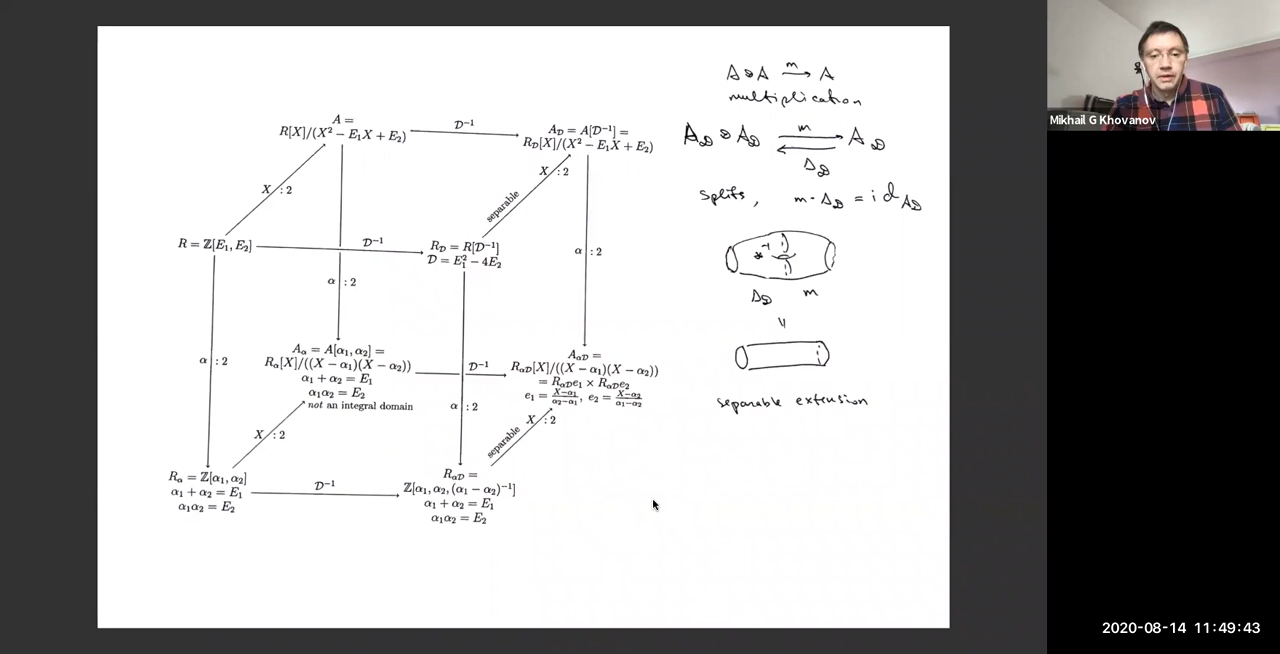 A =
R[X]/(X² − E₁X + E₂)
𝒟⁻¹
A_𝒟 = A[𝒟⁻¹] =
R_𝒟[X]/(X² − E₁X + E₂)
X : 2
separable
X : 2
R = ℤ[E₁, E₂]
𝒟⁻¹
R_𝒟 = R[𝒟⁻¹]
𝒟 = E₁² − 4E₂
α : 2
α : 2
α : 2
A_α = A[α₁, α₂] =
R_α[X]/((X − α₁)(X − α₂))
α₁ + α₂ = E₁
α₁α₂ = E₂
not an integral domain
𝒟⁻¹
A_α𝒟 =
R_α𝒟[X]/((X − α₁)(X − α₂))
= R_α𝒟e₁ × R_α𝒟e₂
e₁ = (X−α₁)/(α₂−α₁), e₂ = (X−α₂)/(α₁−α₂)
α : 2
X : 2
separable
X : 2
R_α = ℤ[α₁, α₂]
α₁ + α₂ = E₁
α₁α₂ = E₂
𝒟⁻¹
R_α𝒟 =
ℤ[α₁, α₂, (α₁ − α₂)⁻¹]
α₁ + α₂ = E₁
α₁α₂ = E₂
A⊗A →m A
multiplication
A_𝒟 ⊗ A_𝒟 m A_𝒟
Δ_𝒟
splits, m·Δ_𝒟 = id_A_𝒟
*⁻¹
Δ_𝒟 m
separable extension
Mikhail G Khovanov
2020-08-14 11:49:43